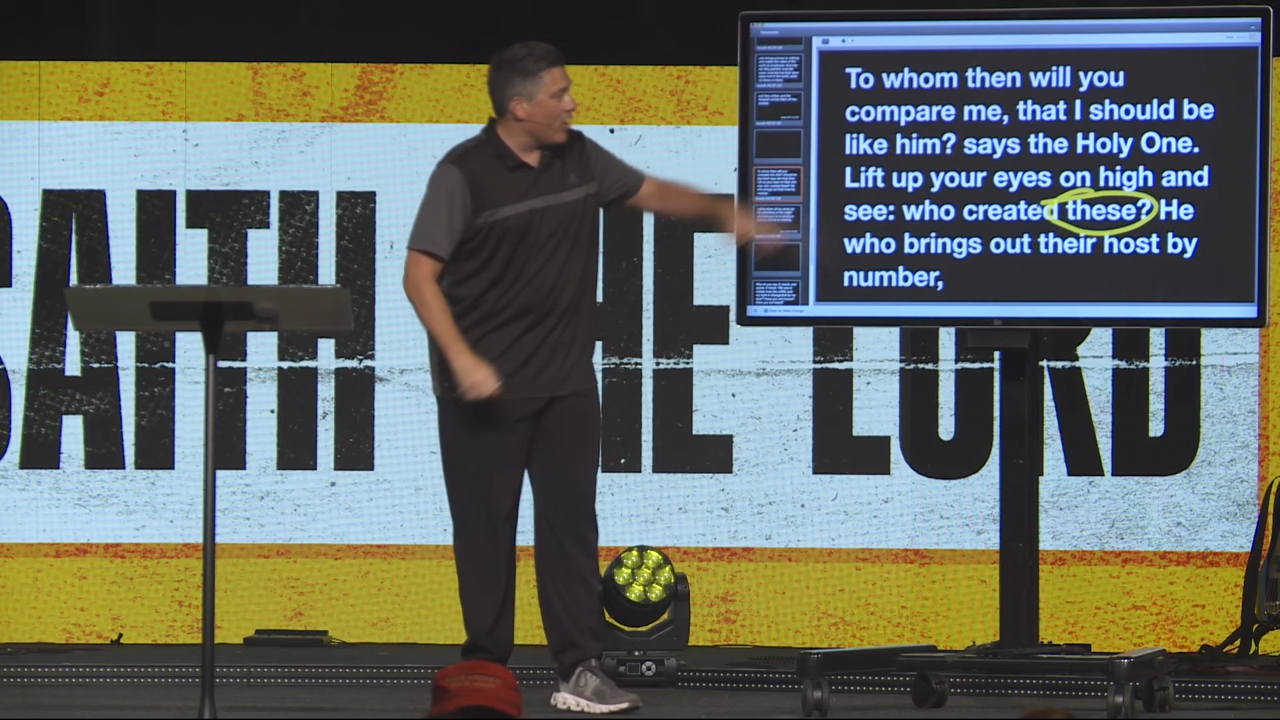 To whom then will you
compare me, that I should be
like him? says the Holy One.
Lift up your eyes on high and
see: who created these? He
who brings out their host by
number,
SAITH THE LORD